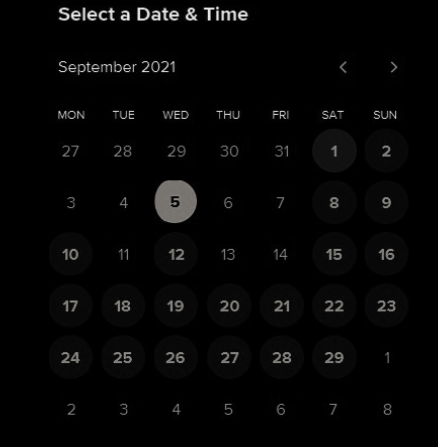 Select a Date & Time
September 2021
MON TUE WED THU FRI SAT SUN
27 28 29 30 31 1 2
3 4 5 6 7 8 9
10 11 12 13 14 15 16
17 18 19 20 21 22 23
24 25 26 27 28 29 1
2 3 4 5 6 7 8